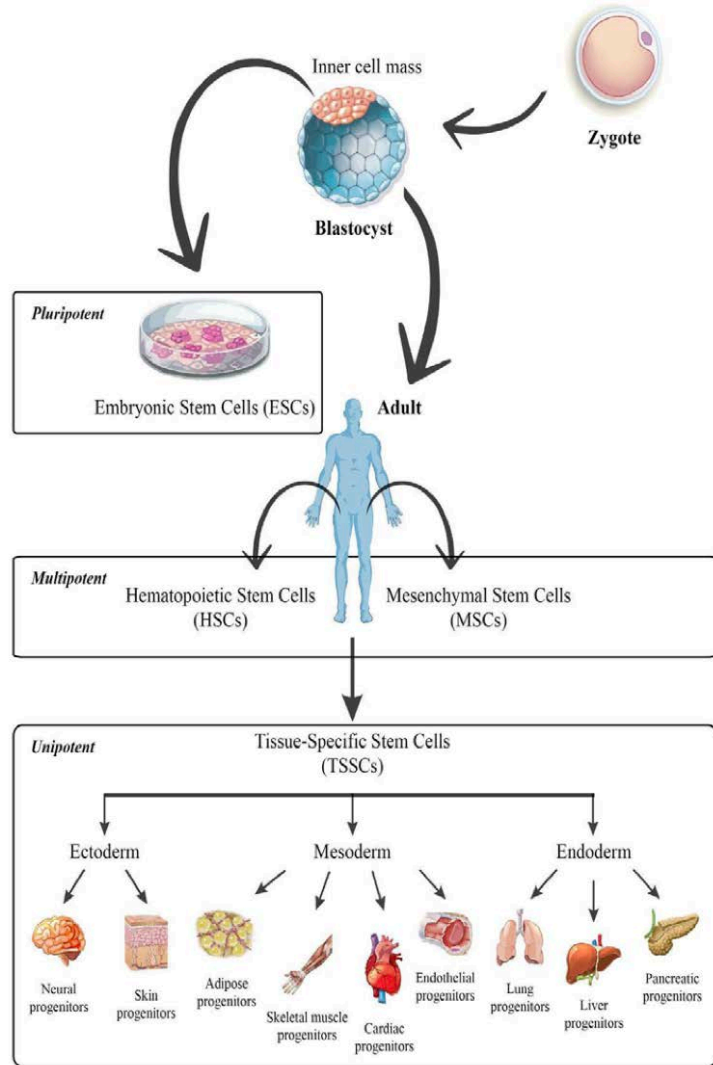 Inner cell mass
Zygote
Blastocyst
Pluripotent
Embryonic Stem Cells (ESCs)
Adult
Multipotent
Hematopoietic Stem Cells
(HSCs)
Mesenchymal Stem Cells
(MSCs)
Unipotent
Tissue-Specific Stem Cells
(TSSCs)
Ectoderm
Mesoderm
Endoderm
Neural
progenitors
Skin
progenitors
Adipose
progenitors
Skeletal muscle
progenitors
Cardiac
progenitors
Endothelial
progenitors
Lung
progenitors
Liver
progenitors
Pancreatic
progenitors